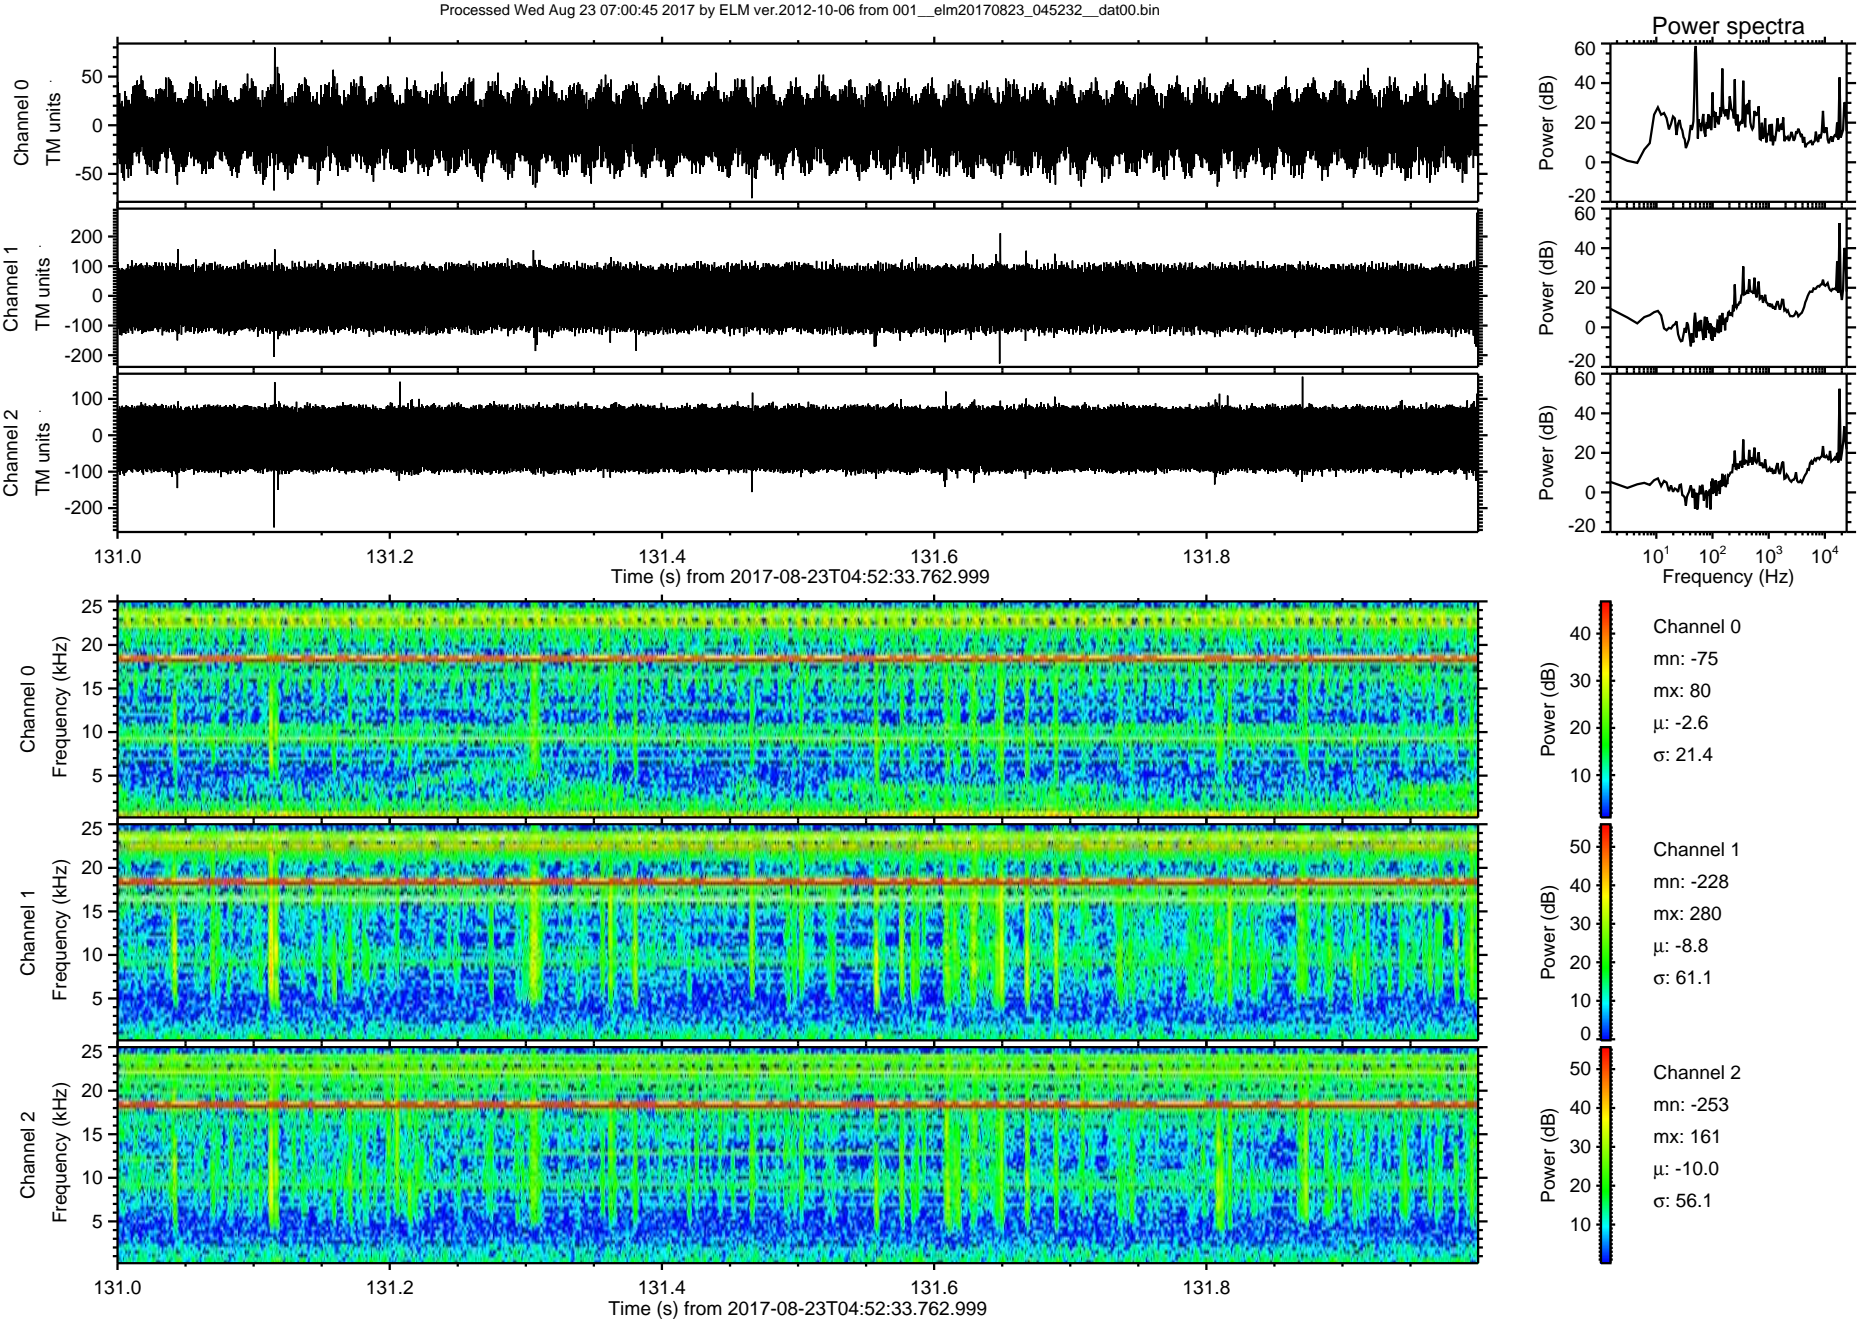 Processed Wed Aug 23 07:00:45 2017 by ELM ver.2012-10-06 from 001__elm20170823_045232__dat00.bin
Power spectra
Channel 0
TM units
50
0
-50
Power (dB)
60
40
20
0
-20
Channel 1
TM units
200
100
0
-100
-200
Power (dB)
60
40
20
0
-20
Channel 2
TM units
100
0
-100
-200
Power (dB)
60
40
20
0
-20
131.0 131.2 131.4 131.6 131.8
Time (s) from 2017-08-23T04:52:33.762.999
10¹ 10² 10³ 10⁴
Frequency (Hz)
Channel 0
Frequency (kHz)
25
20
15
10
5
Power (dB)
40
30
20
10
Channel 0
mn: -75
mx: 80
μ: -2.6
σ: 21.4
Channel 1
Frequency (kHz)
25
20
15
10
5
Power (dB)
50
40
30
20
10
0
Channel 1
mn: -228
mx: 280
μ: -8.8
σ: 61.1
Channel 2
Frequency (kHz)
25
20
15
10
5
Power (dB)
50
40
30
20
10
Channel 2
mn: -253
mx: 161
μ: -10.0
σ: 56.1
131.0 131.2 131.4 131.6 131.8
Time (s) from 2017-08-23T04:52:33.762.999